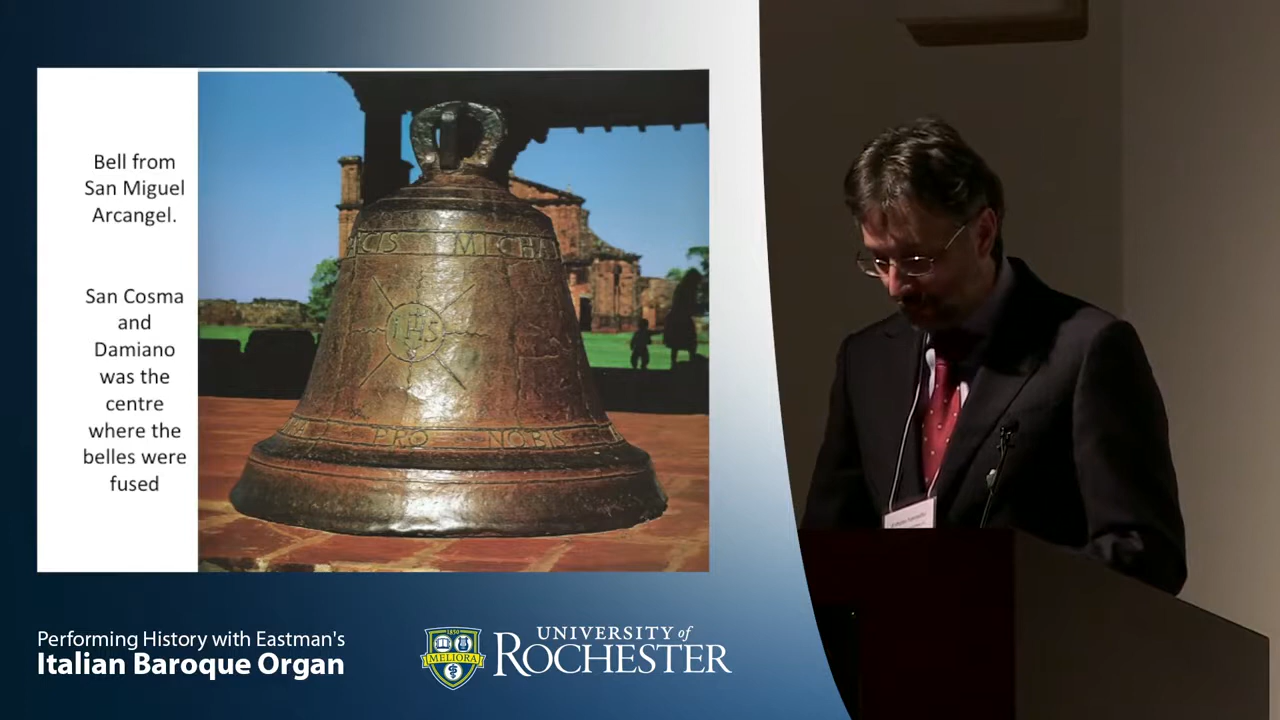 Bell from
San Miguel
Arcangel.
San Cosma
and
Damiano
was the
centre
where the
belles were
fused
MICHA
IHS
PRO NOBIS
Performing History with Eastman's
Italian Baroque Organ
1850
MELIORA
UNIVERSITY of
ROCHESTER